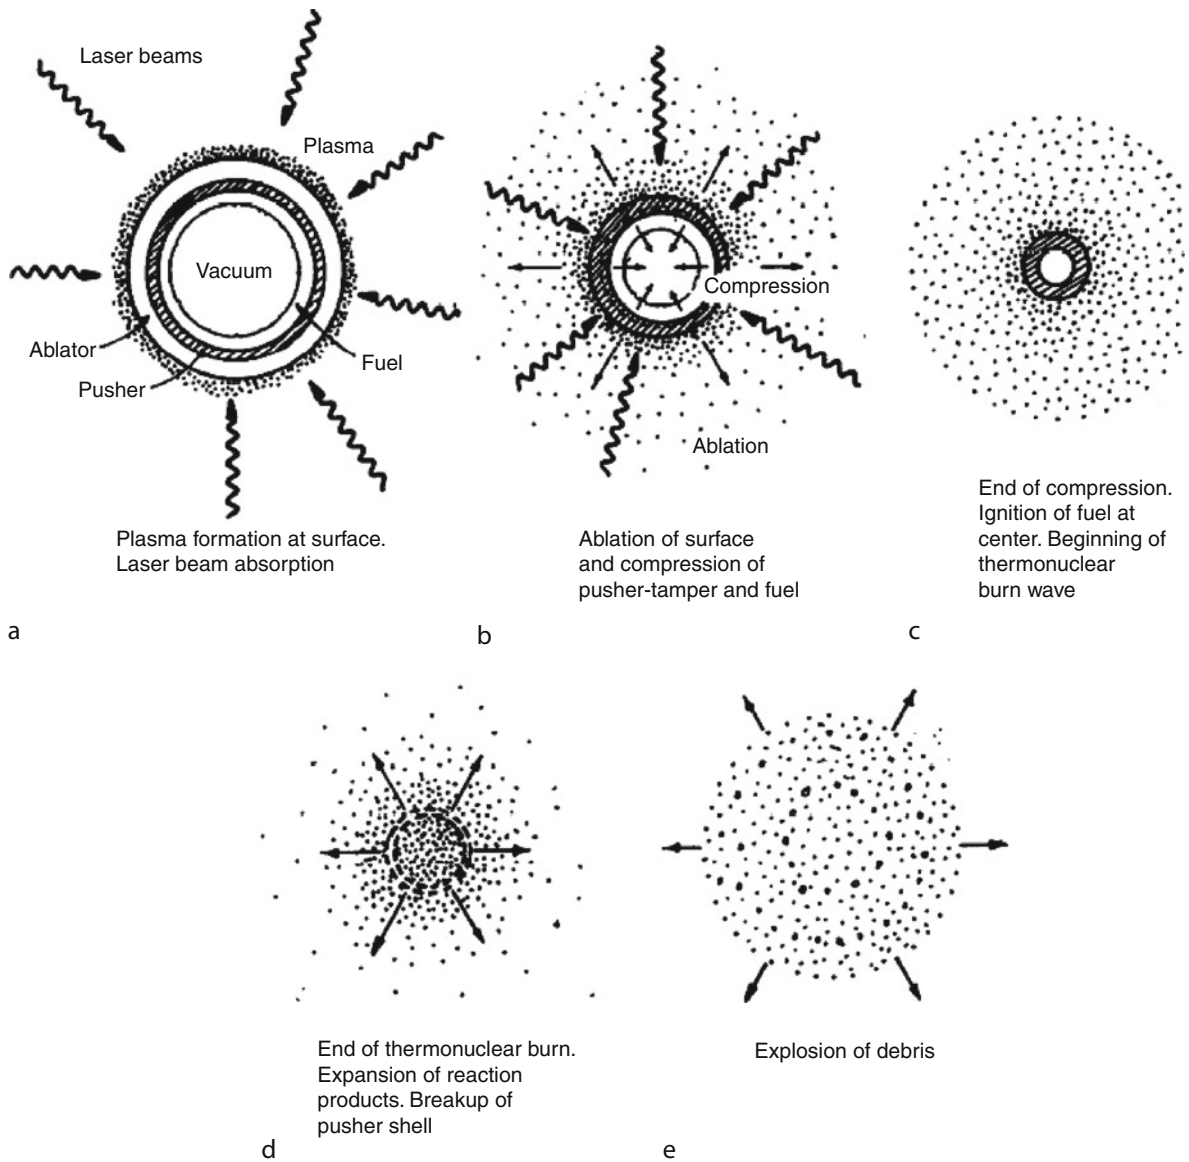 Laser beams
Plasma
Vacuum
Ablator
Pusher
Fuel
Plasma formation at surface.
Laser beam absorption
a
Compression
Ablation
Ablation of surface
and compression of
pusher-tamper and fuel
b
End of compression.
Ignition of fuel at
center. Beginning of
thermonuclear
burn wave
c
End of thermonuclear burn.
Expansion of reaction
products. Breakup of
pusher shell
d
Explosion of debris
e